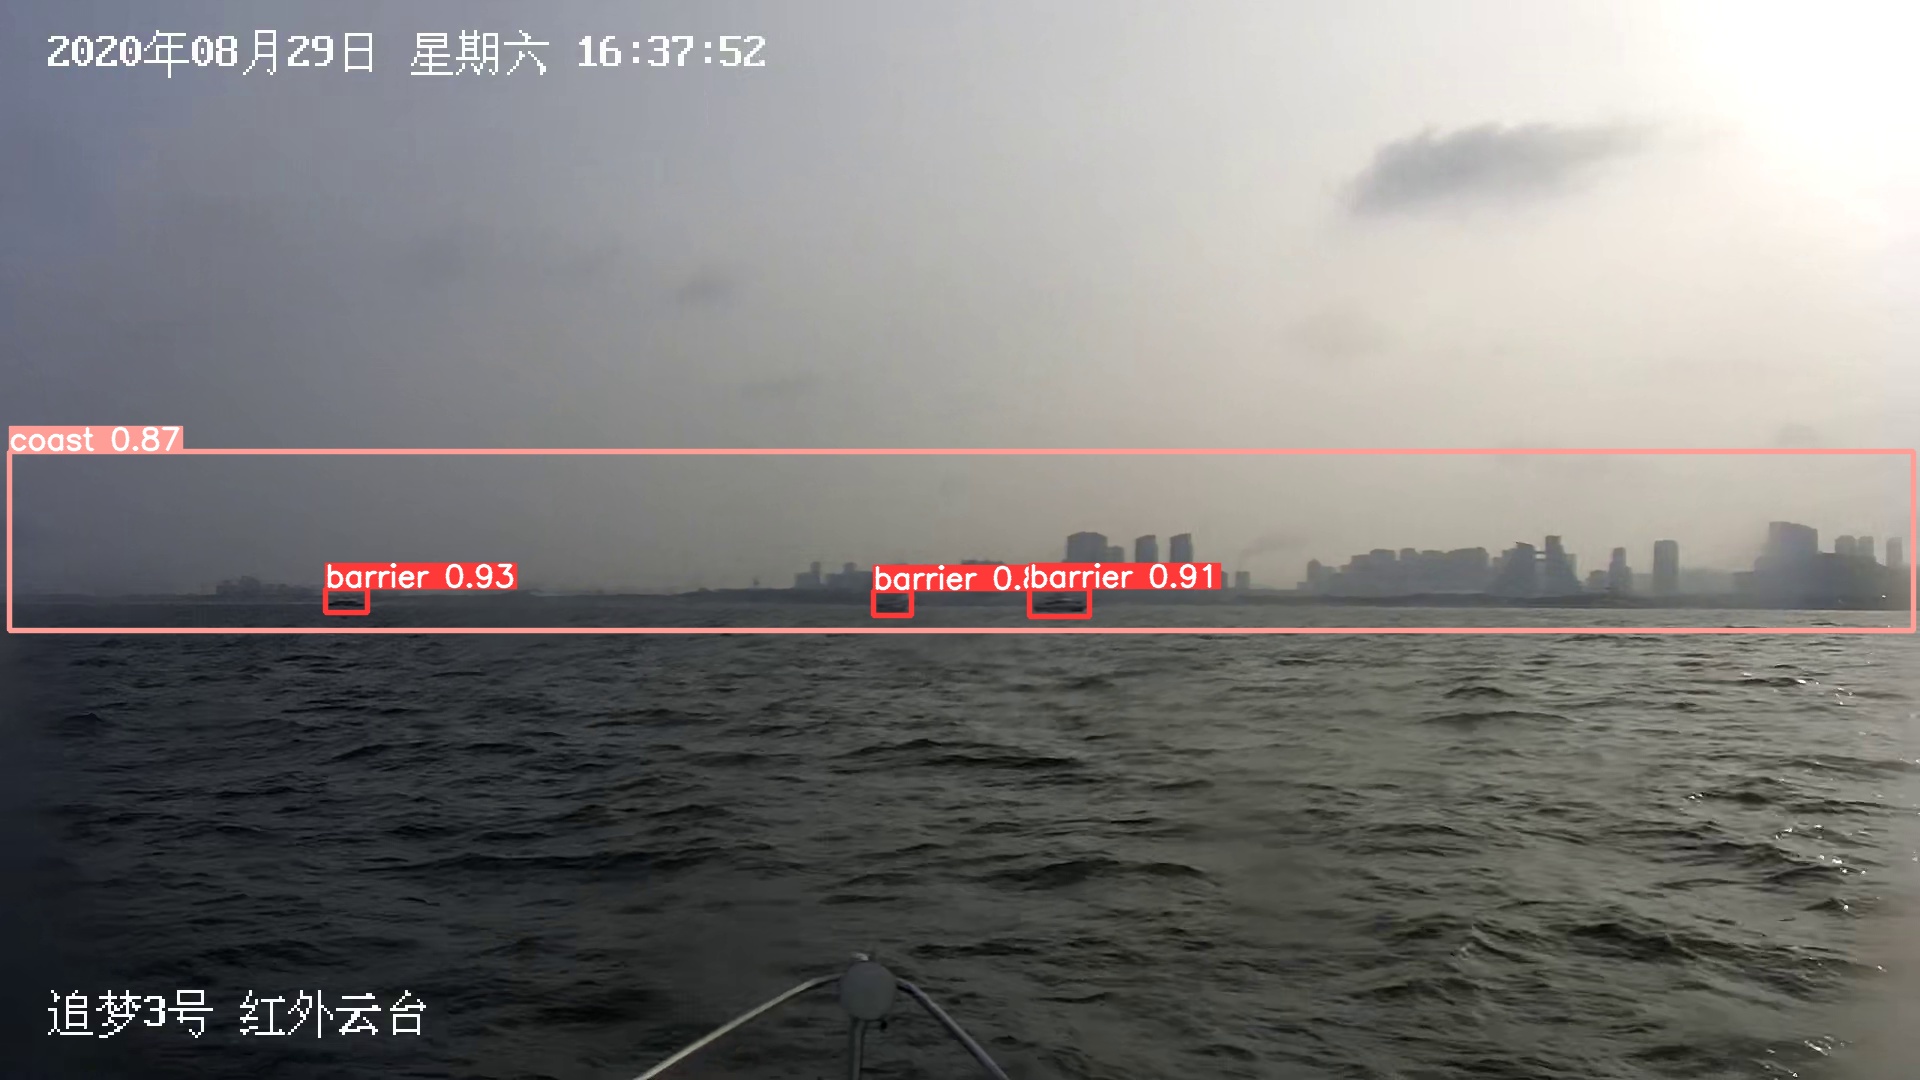 2020年08月29日 星期六 16:37:52
coast 0.87
barrier 0.93
barrier 0.8
barrier 0.91
追梦3号 红外云台